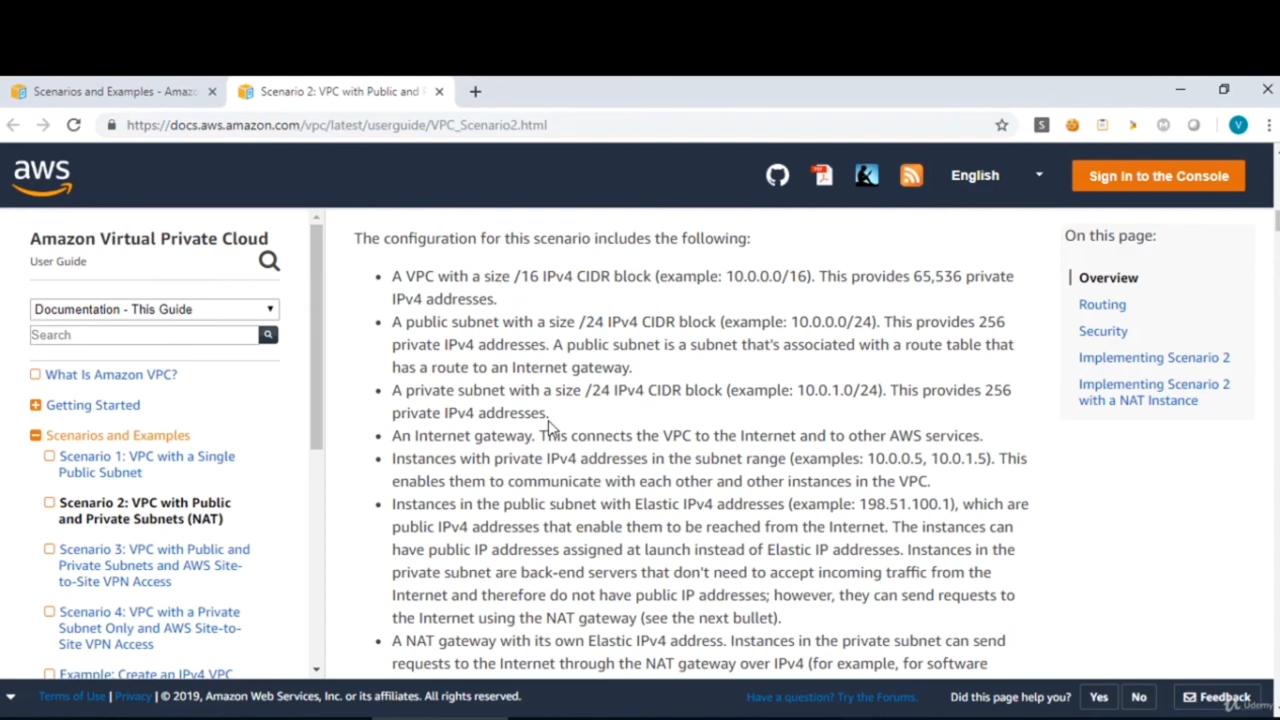 Scenarios and Examples - Amaz
Scenario 2: VPC with Public and
https://docs.aws.amazon.com/vpc/latest/userguide/VPC_Scenario2.html
S
V
aws
English
Sign In to the Console
Amazon Virtual Private Cloud
User Guide
Documentation - This Guide
Search
What Is Amazon VPC?
Getting Started
Scenarios and Examples
Scenario 1: VPC with a Single
Public Subnet
Scenario 2: VPC with Public
and Private Subnets (NAT)
Scenario 3: VPC with Public and
Private Subnets and AWS Site-
to-Site VPN Access
Scenario 4: VPC with a Private
Subnet Only and AWS Site-to-
Site VPN Access
Example: Create an IPv4 VPC
The configuration for this scenario includes the following:
• A VPC with a size /16 IPv4 CIDR block (example: 10.0.0.0/16). This provides 65,536 private
IPv4 addresses.
• A public subnet with a size /24 IPv4 CIDR block (example: 10.0.0.0/24). This provides 256
private IPv4 addresses. A public subnet is a subnet that's associated with a route table that
has a route to an Internet gateway.
• A private subnet with a size /24 IPv4 CIDR block (example: 10.0.1.0/24). This provides 256
private IPv4 addresses.
• An Internet gateway. This connects the VPC to the Internet and to other AWS services.
• Instances with private IPv4 addresses in the subnet range (examples: 10.0.0.5, 10.0.1.5). This
enables them to communicate with each other and other instances in the VPC.
• Instances in the public subnet with Elastic IPv4 addresses (example: 198.51.100.1), which are
public IPv4 addresses that enable them to be reached from the Internet. The instances can
have public IP addresses assigned at launch instead of Elastic IP addresses. Instances in the
private subnet are back-end servers that don't need to accept incoming traffic from the
Internet and therefore do not have public IP addresses; however, they can send requests to
the Internet using the NAT gateway (see the next bullet).
• A NAT gateway with its own Elastic IPv4 address. Instances in the private subnet can send
requests to the Internet through the NAT gateway over IPv4 (for example, for software
On this page:
Overview
Routing
Security
Implementing Scenario 2
Implementing Scenario 2
with a NAT Instance
Terms of Use | Privacy | © 2019, Amazon Web Services, Inc. or its affiliates. All rights reserved.
Have a question? Try the Forums.
Did this page help you?
Yes
No
Feedback
Udemy